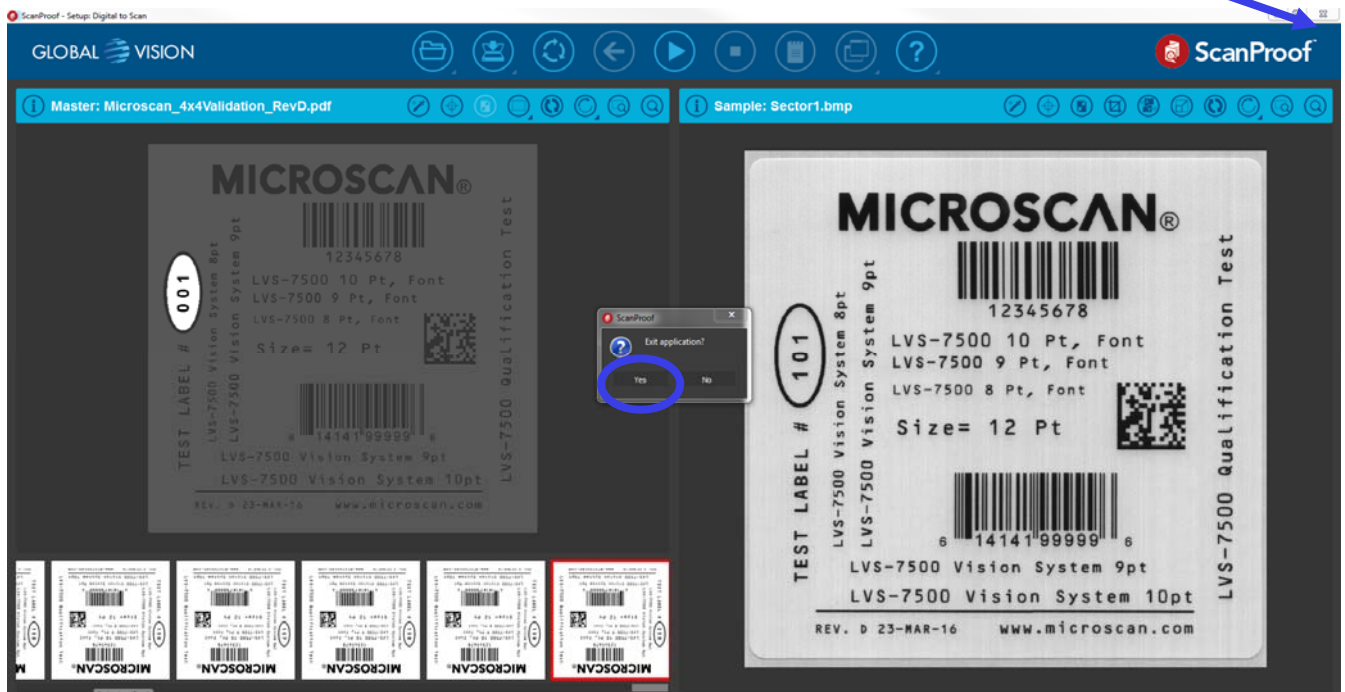 ScanProof - Setup: Digital to Scan
GLOBAL VISION
ScanProof
Master: Microscan_4x4Validation_RevD.pdf
Sample: Sector1.bmp
MICROSCAN®
12345678
LVS-7500 10 Pt, Font
LVS-7500 9 Pt, Font
LVS-7500 8 Pt, Font
Size= 12 Pt
6 14141 99999 6
LVS-7500 Vision System 9pt
LVS-7500 Vision System 10pt
REV. D 23-MAR-16 www.microscan.com
TEST LABEL # 001
LVS-7500 Vision System 8pt
LVS-7500 Vision System 9pt
LVS-7500 Qualification Test
ScanProof
Exit application?
Yes No
MICROSCAN®
12345678
LVS-7500 10 Pt, Font
LVS-7500 9 Pt, Font
LVS-7500 8 Pt, Font
Size= 12 Pt
6 14141 99999 6
LVS-7500 Vision System 9pt
LVS-7500 Vision System 10pt
REV. D 23-MAR-16 www.microscan.com
TEST LABEL # 101
LVS-7500 Vision System 8pt
LVS-7500 Vision System 9pt
LVS-7500 Qualification Test
MICROSCAN®
MICROSCAN®
MICROSCAN®
MICROSCAN®
MICROSCAN®